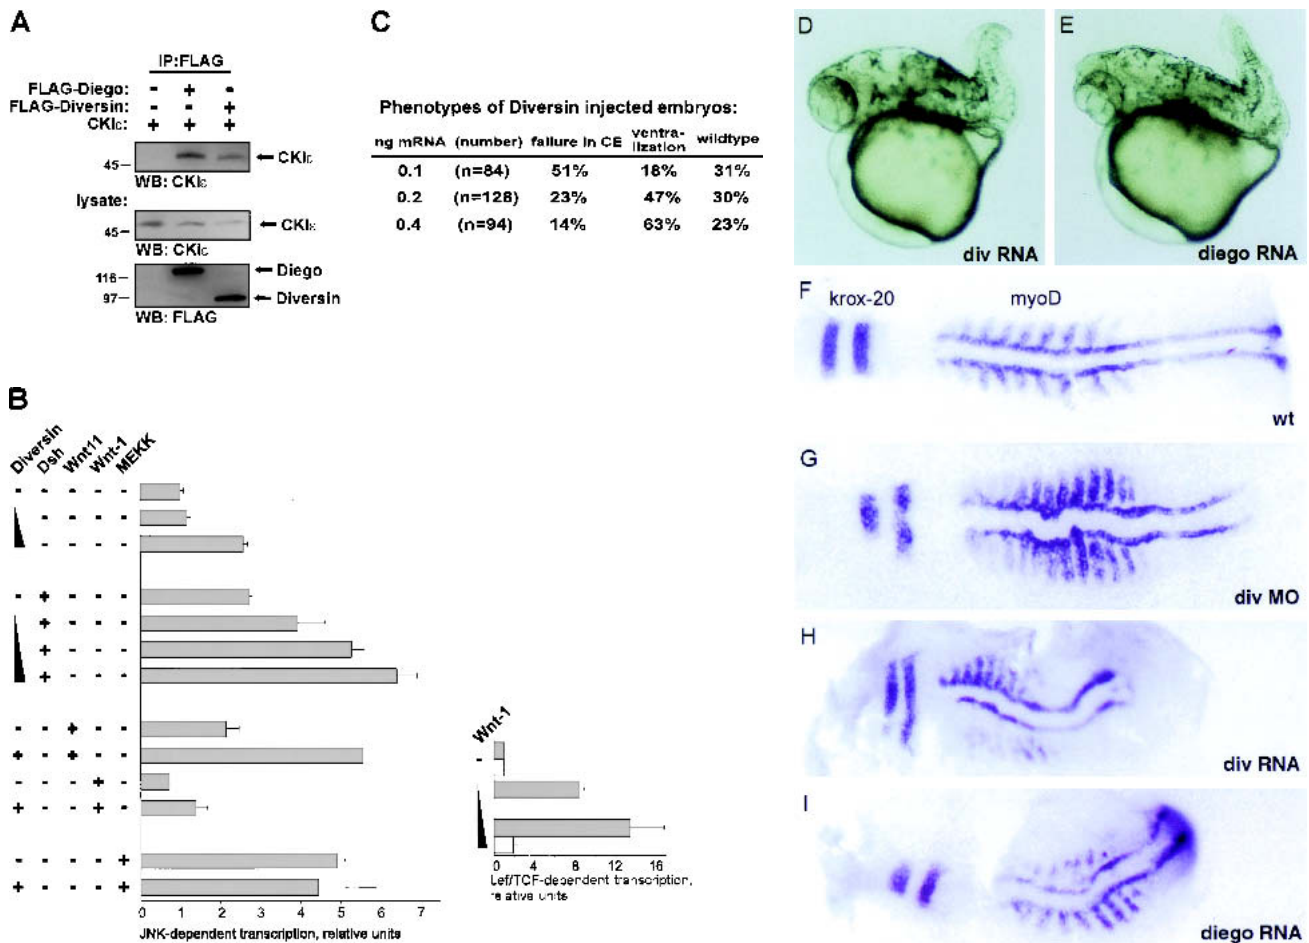 A
IP:FLAG
FLAG-Diego: - + -
FLAG-Diversin: - - +
CKIε: + + +
45
CKIε
WB: CKIε
lysate:
45
CKIε
WB: CKIε
116
Diego
97
Diversin
WB: FLAG
C
Phenotypes of Diversin injected embryos:
ng mRNA (number) failure in CE ventra-lization wildtype
0.1 (n=84) 51% 18% 31%
0.2 (n=128) 23% 47% 30%
0.4 (n=94) 14% 63% 23%
B
Diversin Dsh Wnt11 Wnt-1 MEKK
- - - - -
- - - -
- - - -
- + - - -
+ - - -
+ - - -
+ - - -
- - + - -
+ - + - -
- - - + -
+ - - + -
- - - - +
+ - - - +
0 1 2 3 4 5 6 7
JNK-dependent transcription, relative units
Wnt-1
-
0 4 8 12 16
Lef/TCF-dependent transcription,
relative units
D
div RNA
E
diego RNA
F
krox-20
myoD
wt
G
div MO
H
div RNA
I
diego RNA